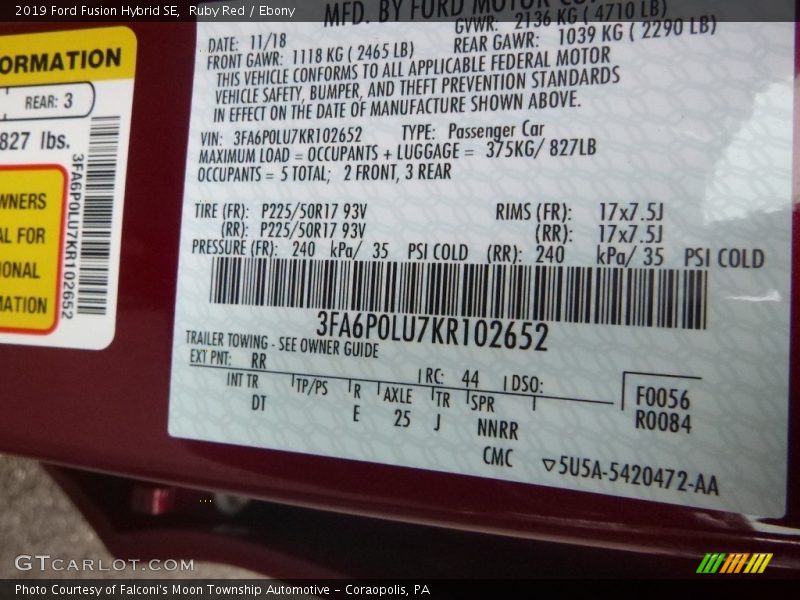 2019 Ford Fusion Hybrid SE, Ruby Red / Ebony
MFD. BY FORD MOTOR CO
DATE: 11/18 GVWR: 2136 KG ( 4710 LB)
FRONT GAWR: 1118 KG ( 2465 LB) REAR GAWR: 1039 KG ( 2290 LB)
THIS VEHICLE CONFORMS TO ALL APPLICABLE FEDERAL MOTOR
VEHICLE SAFETY, BUMPER, AND THEFT PREVENTION STANDARDS
IN EFFECT ON THE DATE OF MANUFACTURE SHOWN ABOVE.
VIN: 3FA6P0LU7KR102652 TYPE: Passenger Car
MAXIMUM LOAD = OCCUPANTS + LUGGAGE = 375KG/ 827LB
OCCUPANTS = 5 TOTAL; 2 FRONT, 3 REAR
TIRE (FR): P225/50R17 93V RIMS (FR): 17x7.5J
(RR): P225/50R17 93V (RR): 17x7.5J
PRESSURE (FR): 240 kPa/ 35 PSI COLD (RR): 240 kPa/ 35 PSI COLD
3FA6P0LU7KR102652
TRAILER TOWING - SEE OWNER GUIDE
EXT PNT: RR RC: 44 DSO:
INT TR TP/PS R AXLE TR SPR
DT E 25 J NNRR
F0056
R0084
CMC 5U5A-5420472-AA
ORMATION
REAR: 3
827 lbs.
3FA6P0LU7KR102652
WNERS
AL FOR
IONAL
MATION
GTCARLOT.COM
Photo Courtesy of Falconi's Moon Township Automotive – Coraopolis, PA